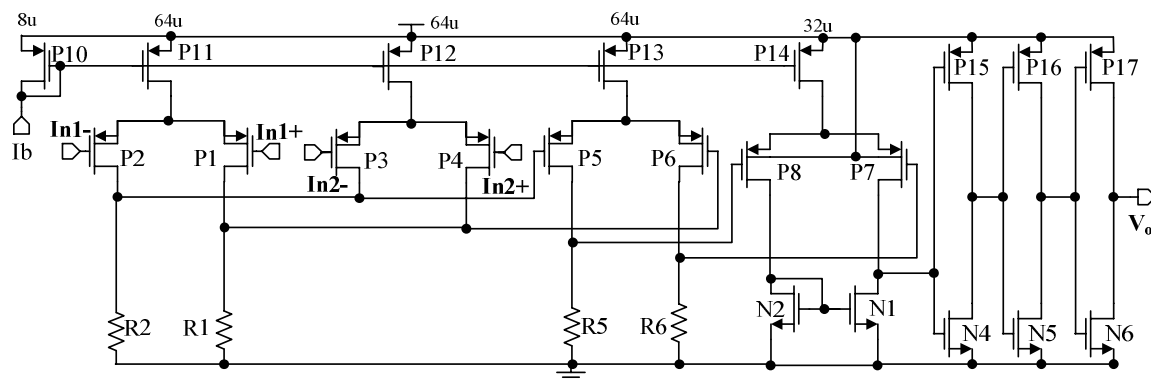 8u 64u 64u 64u 32u
P10 P11 P12 P13 P14 P15 P16 P17
Ib
In1- In1+
P2 P1 P3 P4 P5 P6 P8 P7
In2- In2+
Vo
R2 R1 R5 R6 N2 N1 N4 N5 N6